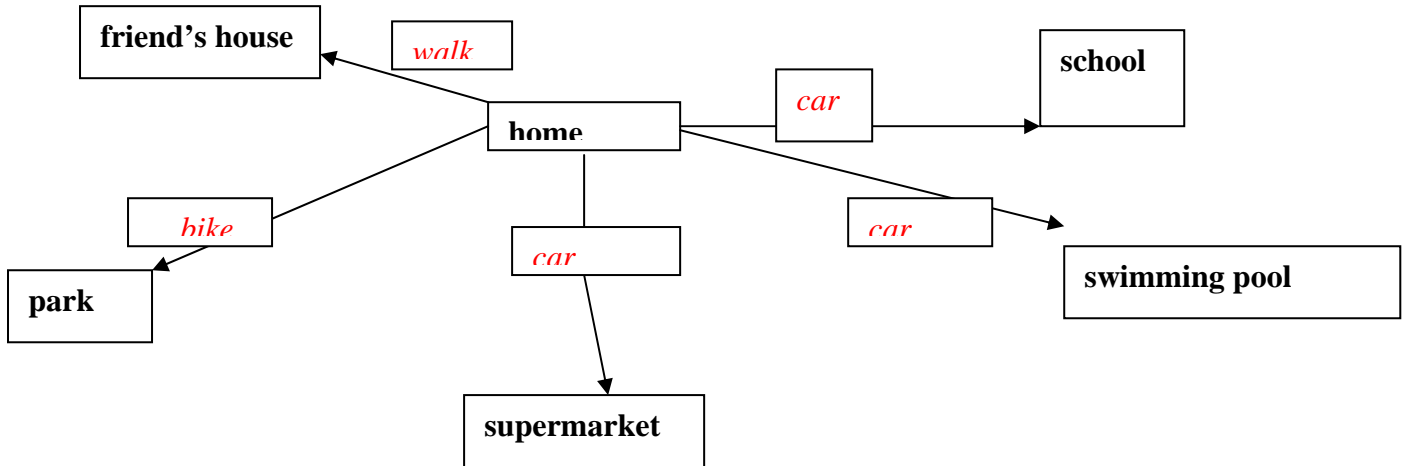 friend's house
walk
school
car
home
bike
car
car
swimming pool
park
supermarket